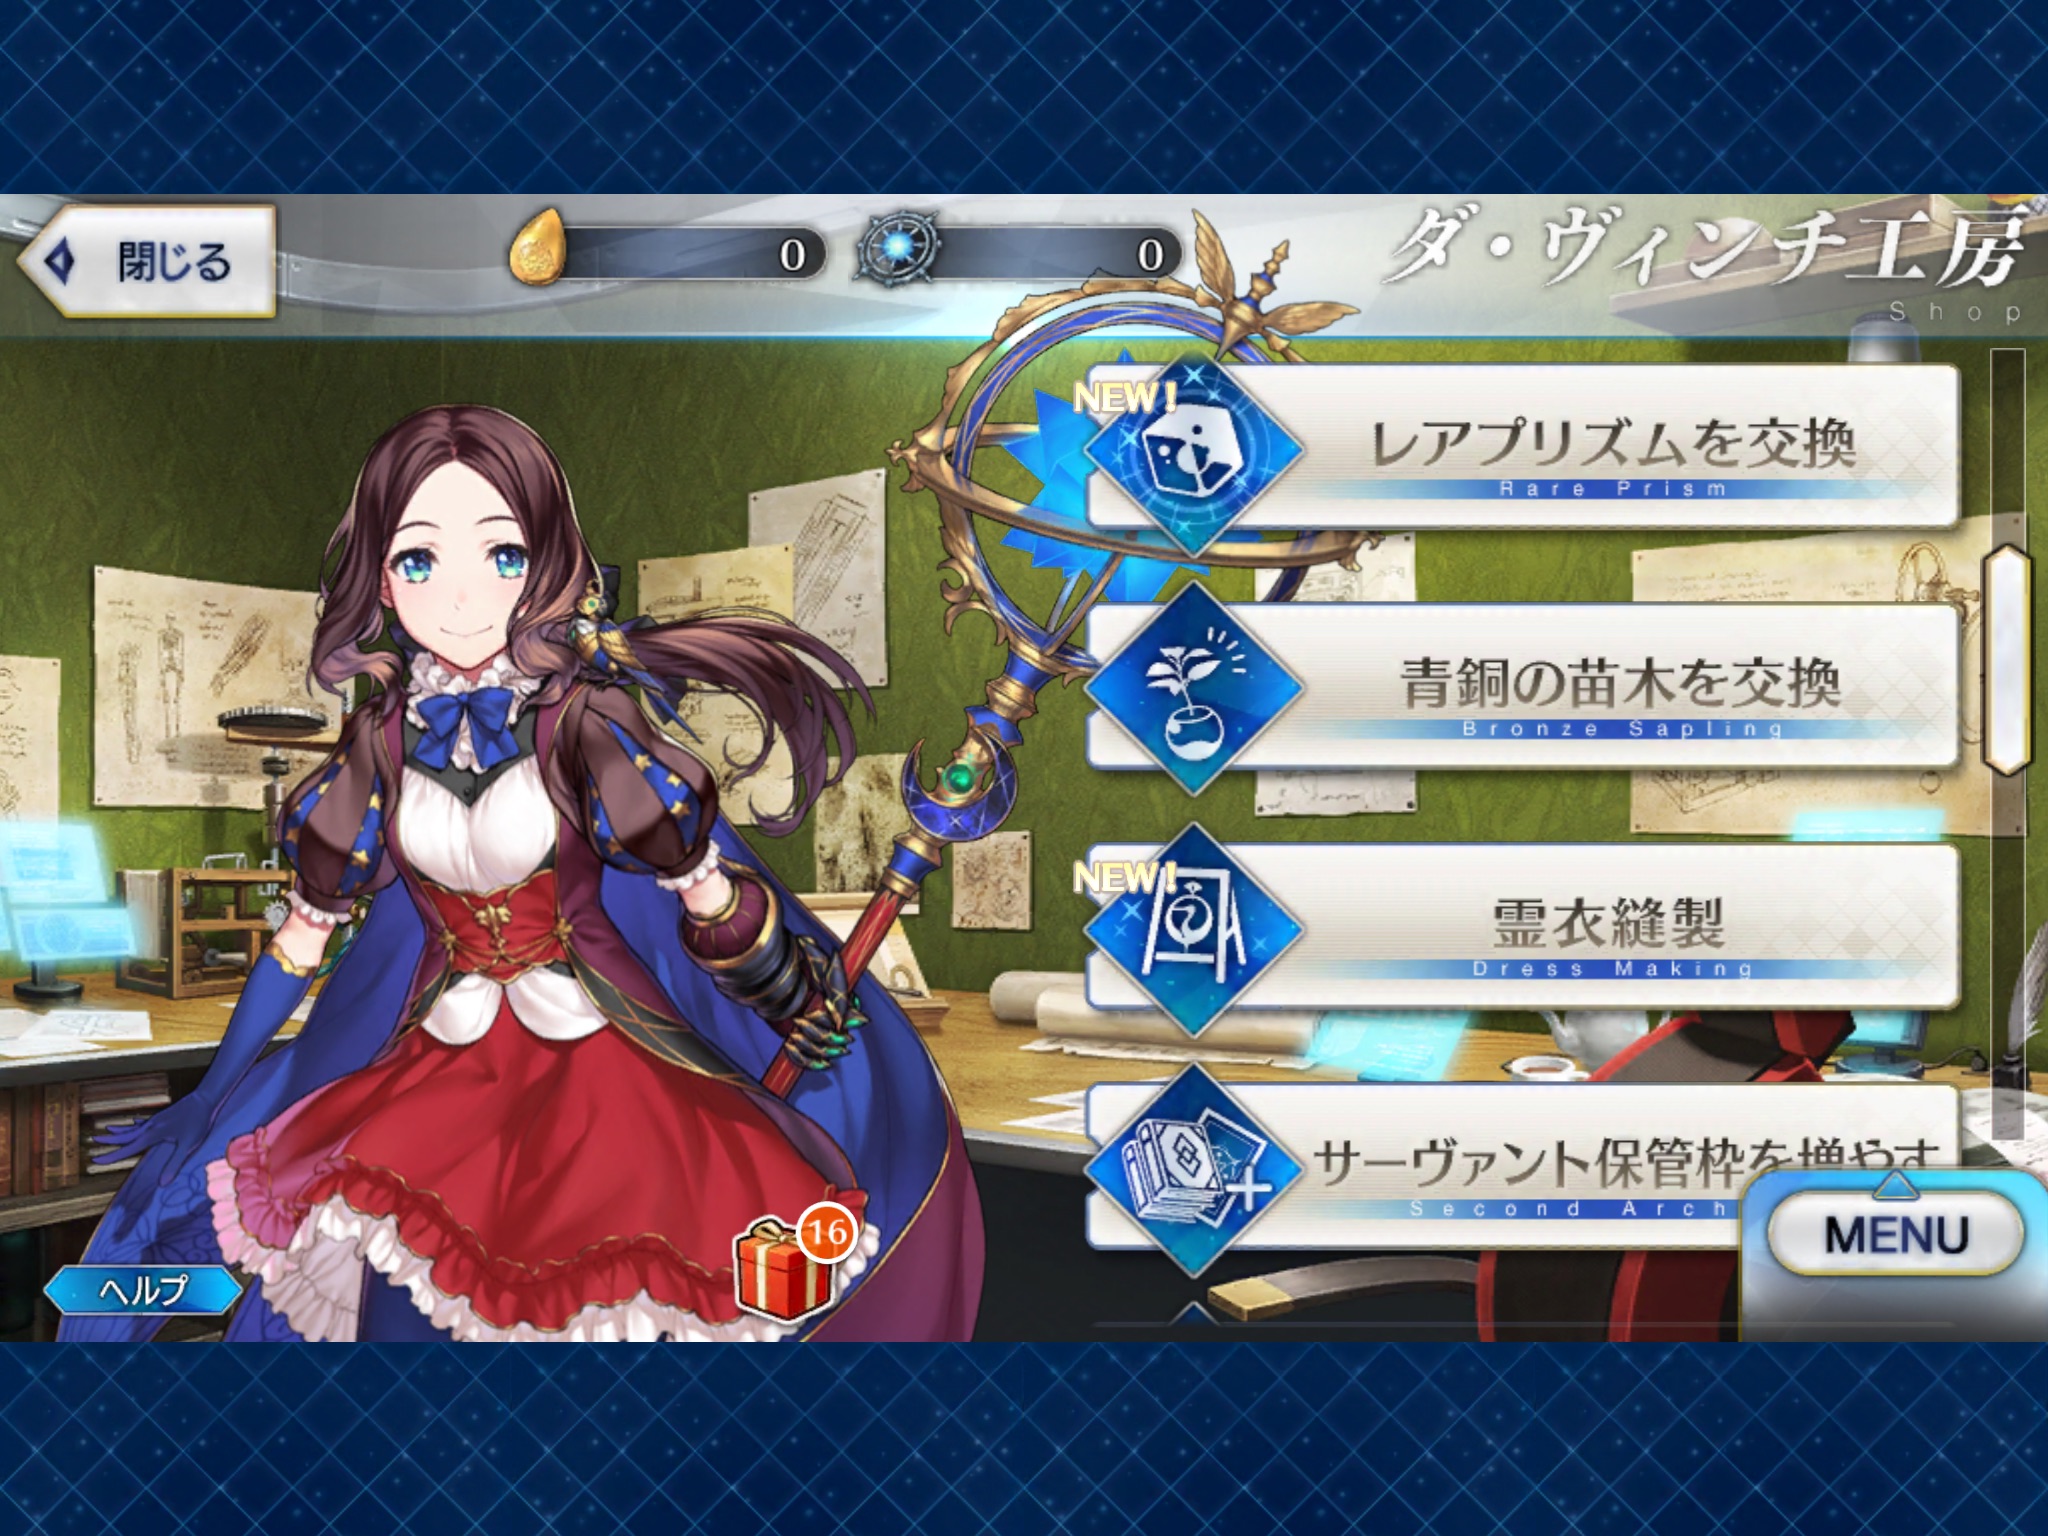 閉じる
0
0
ダ・ヴィンチ工房
Shop
NEW!
レアプリズムを交換
Rare Prism
青銅の苗木を交換
Bronze Sapling
NEW!
霊衣縫製
Dress Making
サーヴァント保管枠を増やす
Second Arch
MENU
16
ヘルプ